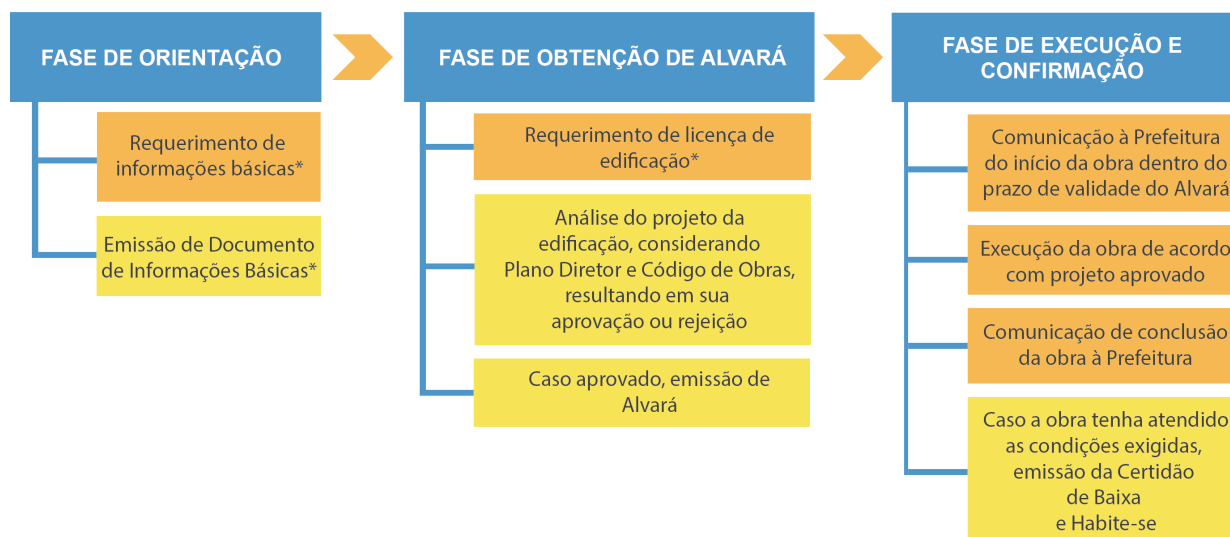 FASE DE ORIENTAÇÃO
Requerimento de
informações básicas*
Emissão de Documento
de Informações Básicas*
FASE DE OBTENÇÃO DE ALVARÁ
Requerimento de licença de
edificação*
Análise do projeto da
edificação, considerando
Plano Diretor e Código de Obras,
resultando em sua
aprovação ou rejeição
Caso aprovado, emissão de
Alvará
FASE DE EXECUÇÃO E
CONFIRMAÇÃO
Comunicação à Prefeitura
do início da obra dentro do
prazo de validade do Alvará
Execução da obra de acordo
com projeto aprovado
Comunicação de conclusão
da obra à Prefeitura
Caso a obra tenha atendido
as condições exigidas,
emissão da Certidão
de Baixa
e Habite-se